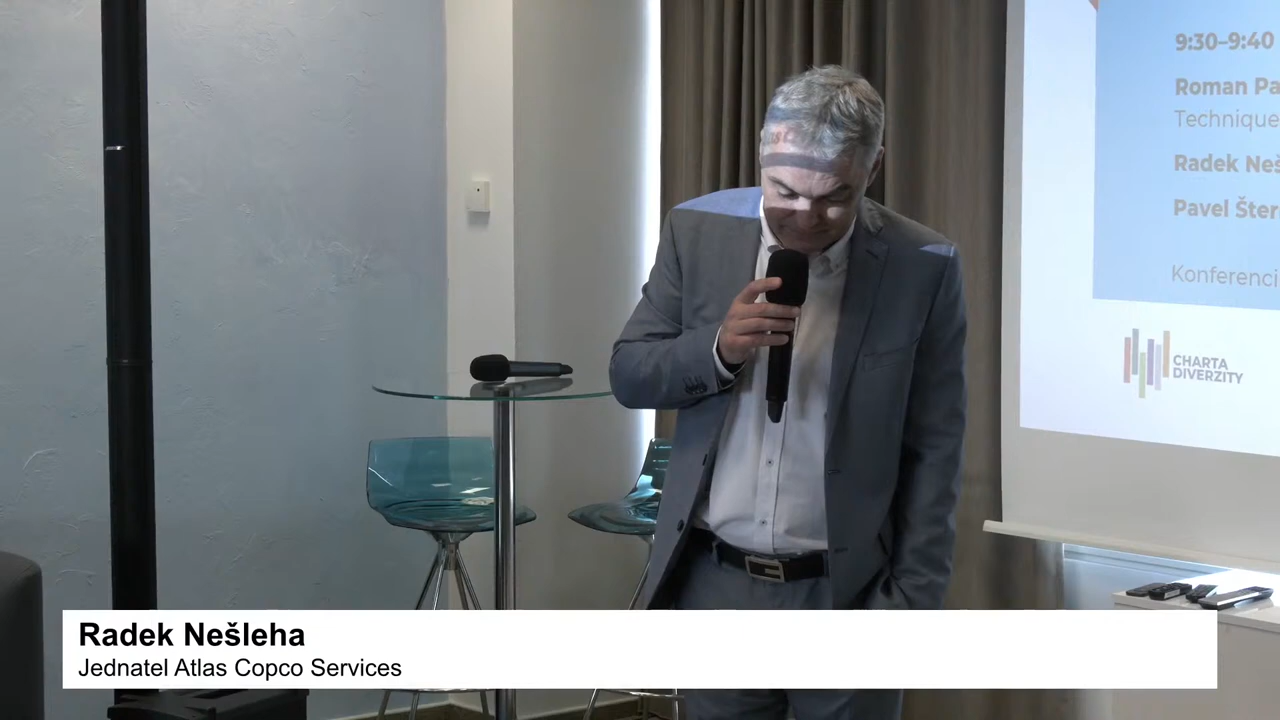 9:30–9:40
Roman Pa
Technique
Radek Neš
Pavel Šter
Konferenci
CHARTA
DIVERZITY
Radek Nešleha
Jednatel Atlas Copco Services